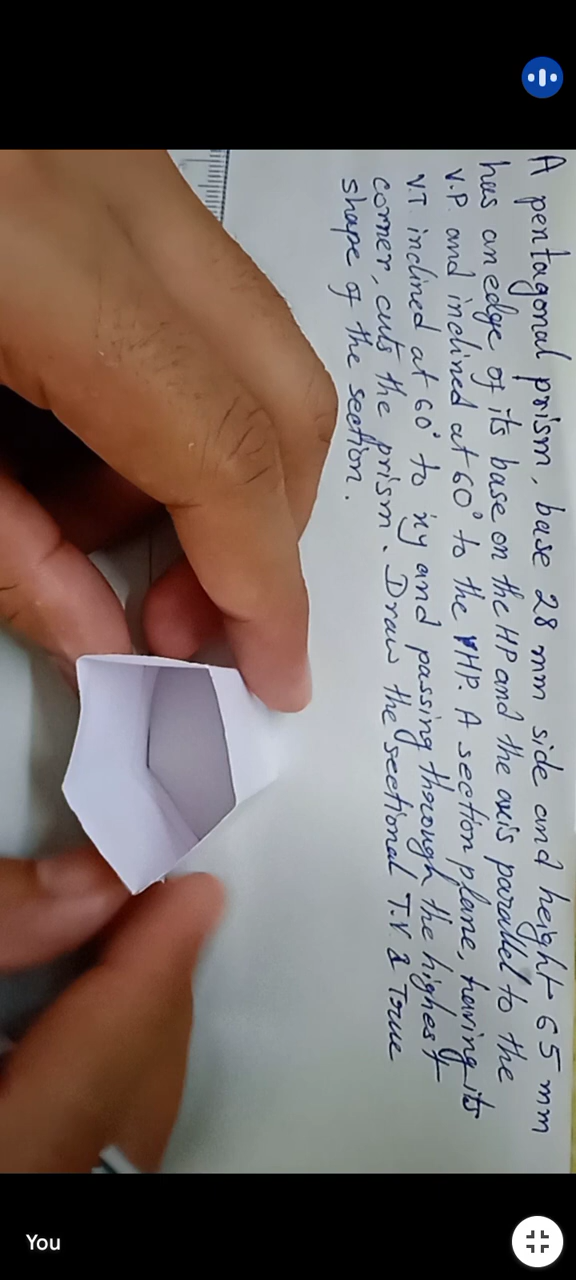 A pentagonal prism, base 28 mm side and height 65 mm
has an edge of its base on the HP and the axis parallel to the
V.P. and inclined at 60° to the HP. A section plane, having its
V.T. inclined at 60° to xy and passing through the highest
corner, cuts the prism. Draw the sectional T.V & True
shape of the section.
You